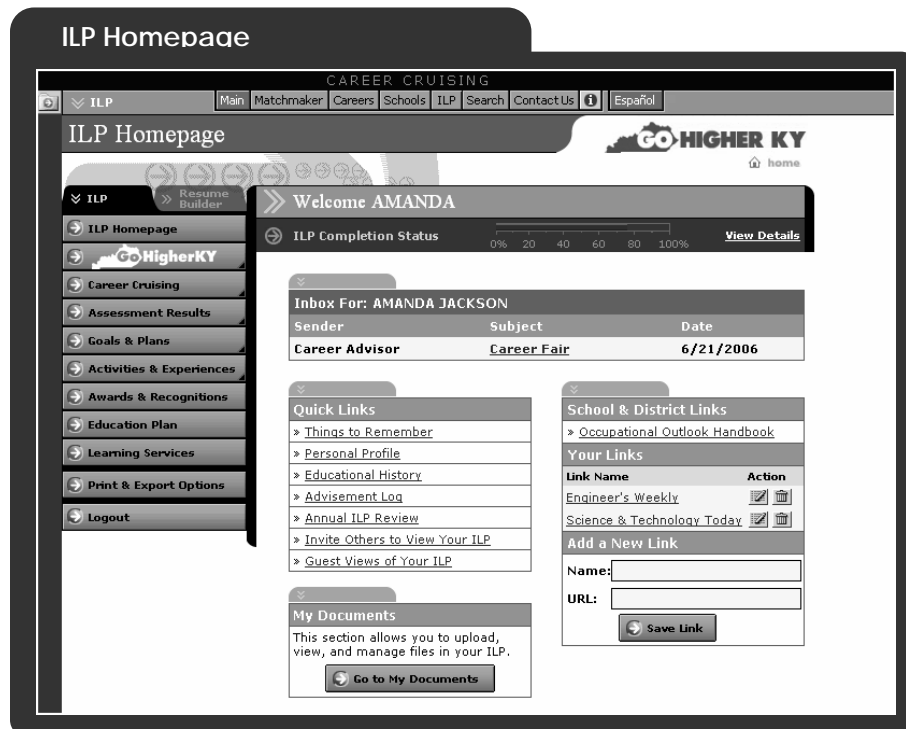 ILP Homepage
CAREER CRUISING
ILP
Main Matchmaker Careers Schools ILP Search Contact Us i Español
ILP Homepage
GO HIGHER KY
home
ILP
Resume Builder
Welcome AMANDA
ILP Completion Status
0% 20 40 60 80 100%
View Details
ILP Homepage
GoHigherKY
Career Cruising
Assessment Results
Goals & Plans
Activities & Experiences
Awards & Recognitions
Education Plan
Learning Services
Print & Export Options
Logout
Inbox For: AMANDA JACKSON
Sender Subject Date
Career Advisor Career Fair 6/21/2006
Quick Links
» Things to Remember
» Personal Profile
» Educational History
» Advisement Log
» Annual ILP Review
» Invite Others to View Your ILP
» Guest Views of Your ILP
My Documents
This section allows you to upload,
view, and manage files in your ILP.
Go to My Documents
School & District Links
» Occupational Outlook Handbook
Your Links
Link Name Action
Engineer's Weekly
Science & Technology Today
Add a New Link
Name:
URL:
Save Link